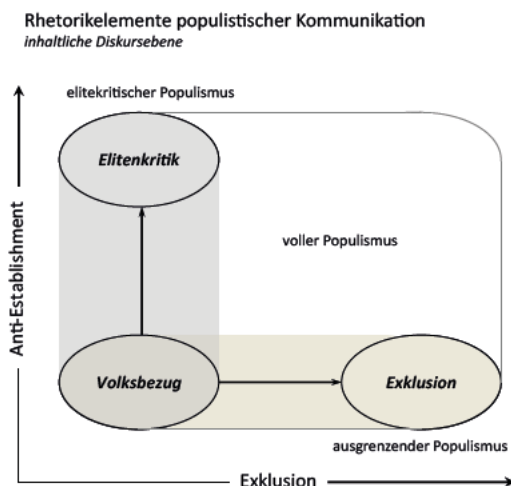 Rhetorikelemente populistischer Kommunikation
inhaltliche Diskursebene
elitekritischer Populismus
Elitenkritik
Anti-Establishment
voller Populismus
Volksbezug
Exklusion
ausgrenzender Populismus
Exklusion